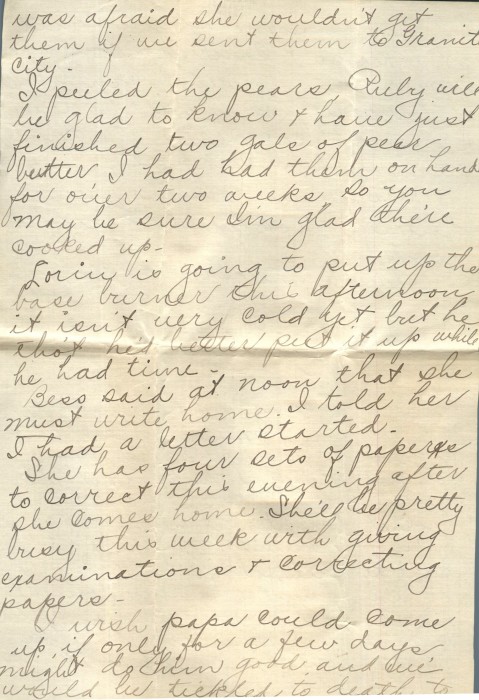 was afraid she wouldn't get
them if we sent them to Granit
City.
I peeled the pears, Ruby will
be glad to know & have just
finished two gals of pear
butter I had had them on hand
for over two weeks, so you
may be sure I'm glad they're
cooked up -
Lorin is going to put up the
base burner this afternoon
it isn't very cold yet but he
tho't he'd better put it up while
he had time -
Bess said at noon that she
must write home. I told her
I had a letter started.
She has four sets of papers
to correct this evening after
she comes home. She'll be pretty
busy this week with giving
examinations & correcting
papers -
I wish papa could come
up if only for a few days
might do him good and we'd
would be tickled to death to